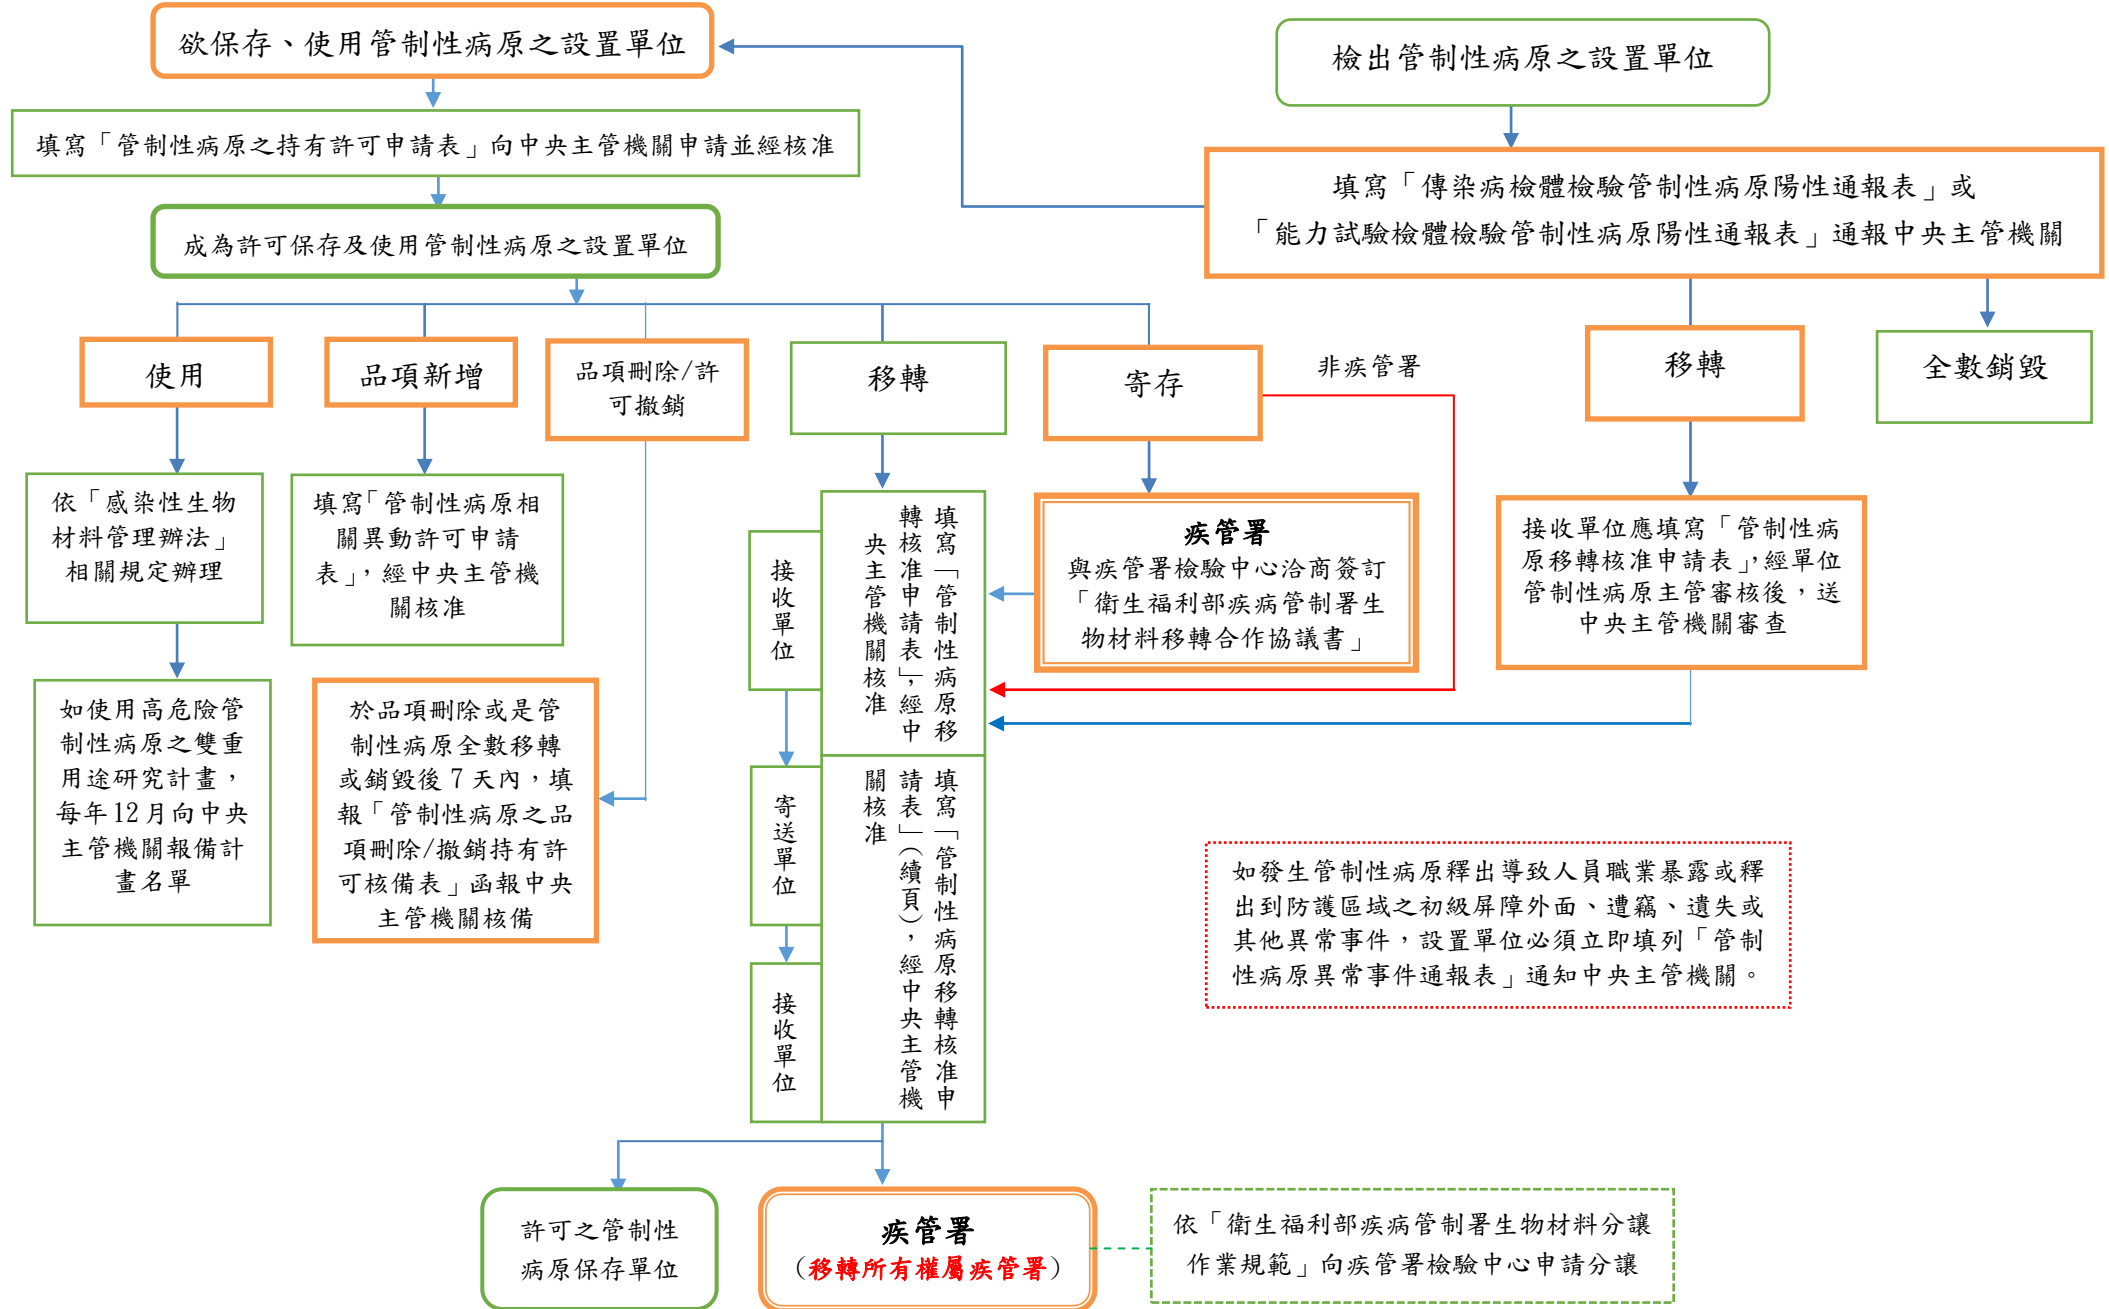 欲保存、使用管制性病原之設置單位
檢出管制性病原之設置單位
填寫「管制性病原之持有許可申請表」向中央主管機關申請並經核准
填寫「傳染病檢體檢驗管制性病原陽性通報表」或
「能力試驗檢體檢驗管制性病原陽性通報表」通報中央主管機關
成為許可保存及使用管制性病原之設置單位
使用
品項新增
品項刪除/許
可撤銷
移轉
寄存
非疾管署
移轉
全數銷毀
依「感染性生物
材料管理辦法」
相關規定辦理
填寫「管制性病原相
關異動許可申請
表」，經中央主管機
關核准
接收單位
填寫「管制性病原移
轉核准申請表」，經中
央主管機關核准
疾管署
與疾管署檢驗中心洽商簽訂
「衛生福利部疾病管制署生
物材料移轉合作協議書」
接收單位應填寫「管制性病
原移轉核准申請表」，經單位
管制性病原主管審核後，送
中央主管機關審查
如使用高危險管
制性病原之雙重
用途研究計畫，
每年12月向中央
主管機關報備計
畫名單
於品項刪除或是管
制性病原全數移轉
或銷毀後7天內，填
報「管制性病原之品
項刪除/撤銷持有許
可核備表」函報中央
主管機關核備
寄送單位
接收單位
填寫「管制性病原移轉核准申
請表」（續頁），經中央主管機
關核准
如發生管制性病原釋出導致人員職業暴露或釋
出到防護區域之初級屏障外面、遭竊、遺失或
其他異常事件，設置單位必須立即填列「管制
性病原異常事件通報表」通知中央主管機關。
許可之管制性
病原保存單位
疾管署
（移轉所有權屬疾管署）
依「衛生福利部疾病管制署生物材料分讓
作業規範」向疾管署檢驗中心申請分讓